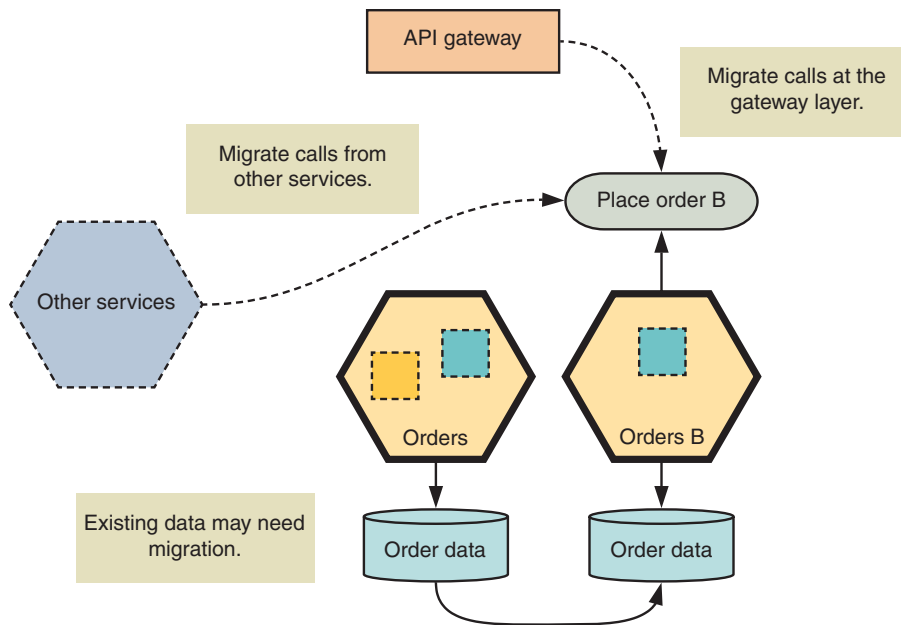 API gateway
Migrate calls at the
gateway layer.
Migrate calls from
other services.
Place order B
Other services
Orders
Orders B
Existing data may need
migration.
Order data
Order data